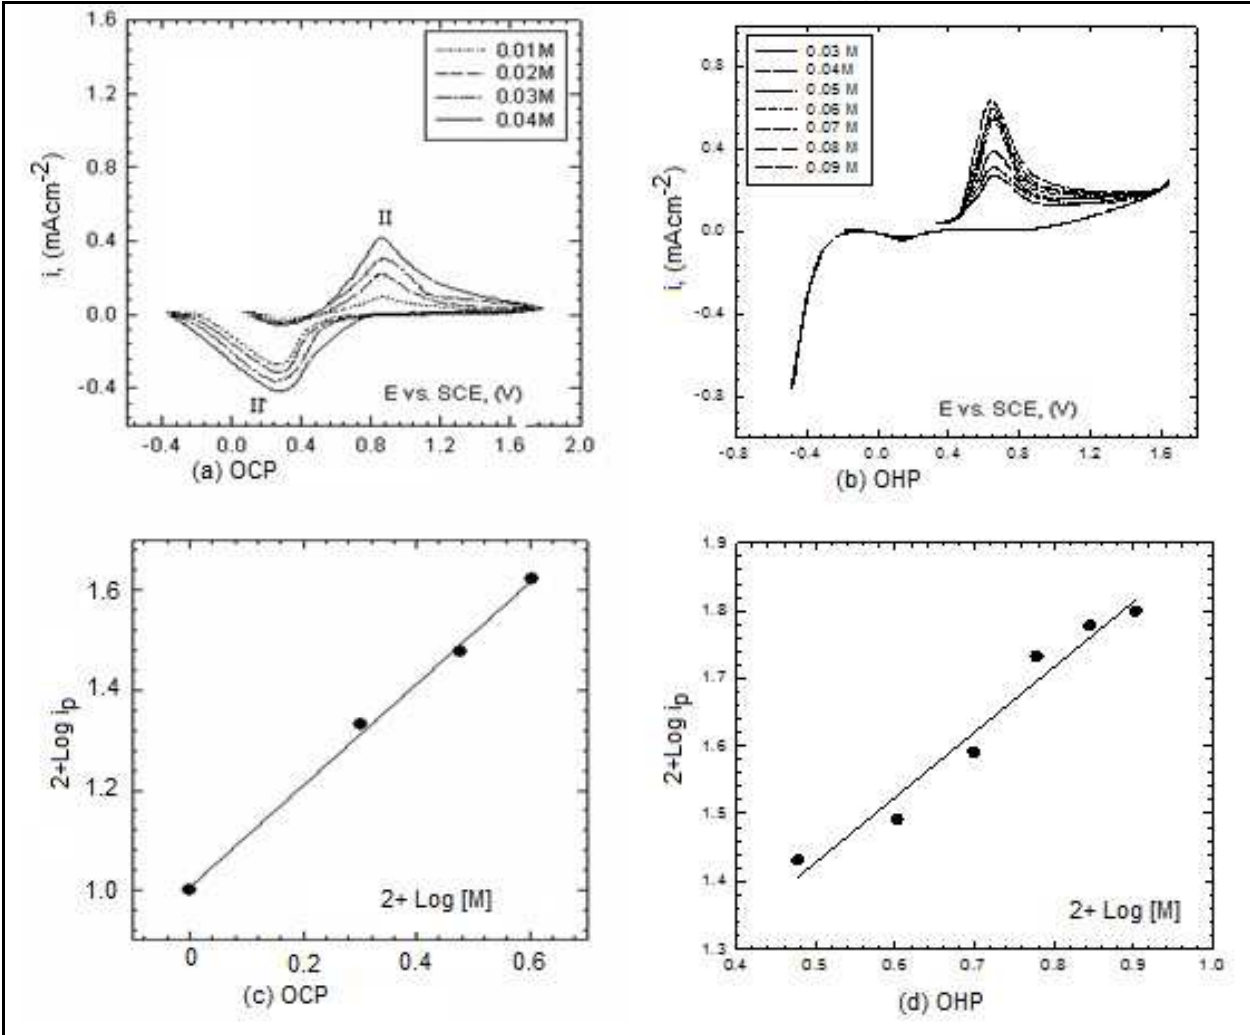 1.6
1.2
0.8
0.4
0.0
-0.4
i, (mAcm-2)
0.01M
0.02M
0.03M
0.04M
II
II'
E vs. SCE, (V)
-0.4 0.0 0.4 0.8 1.2 1.6 2.0
(a) OCP
0.8
0.4
0.0
-0.4
-0.8
i, (mAcm-2)
0.03 M
0.04M
0.05 M
0.06 M
0.07 M
0.08 M
0.09 M
E vs. SCE, (V)
-0.8 -0.4 0.0 0.4 0.8 1.2 1.6
(b) OHP
1.6
1.4
1.2
1.0
2+Log ip
2+ Log [M]
0 0.2 0.4 0.6
(c) OCP
1.9
1.8
1.7
1.6
1.5
1.4
1.3
2+Log ip
2+ Log [M]
0.4 0.5 0.6 0.7 0.8 0.9 1.0
(d) OHP